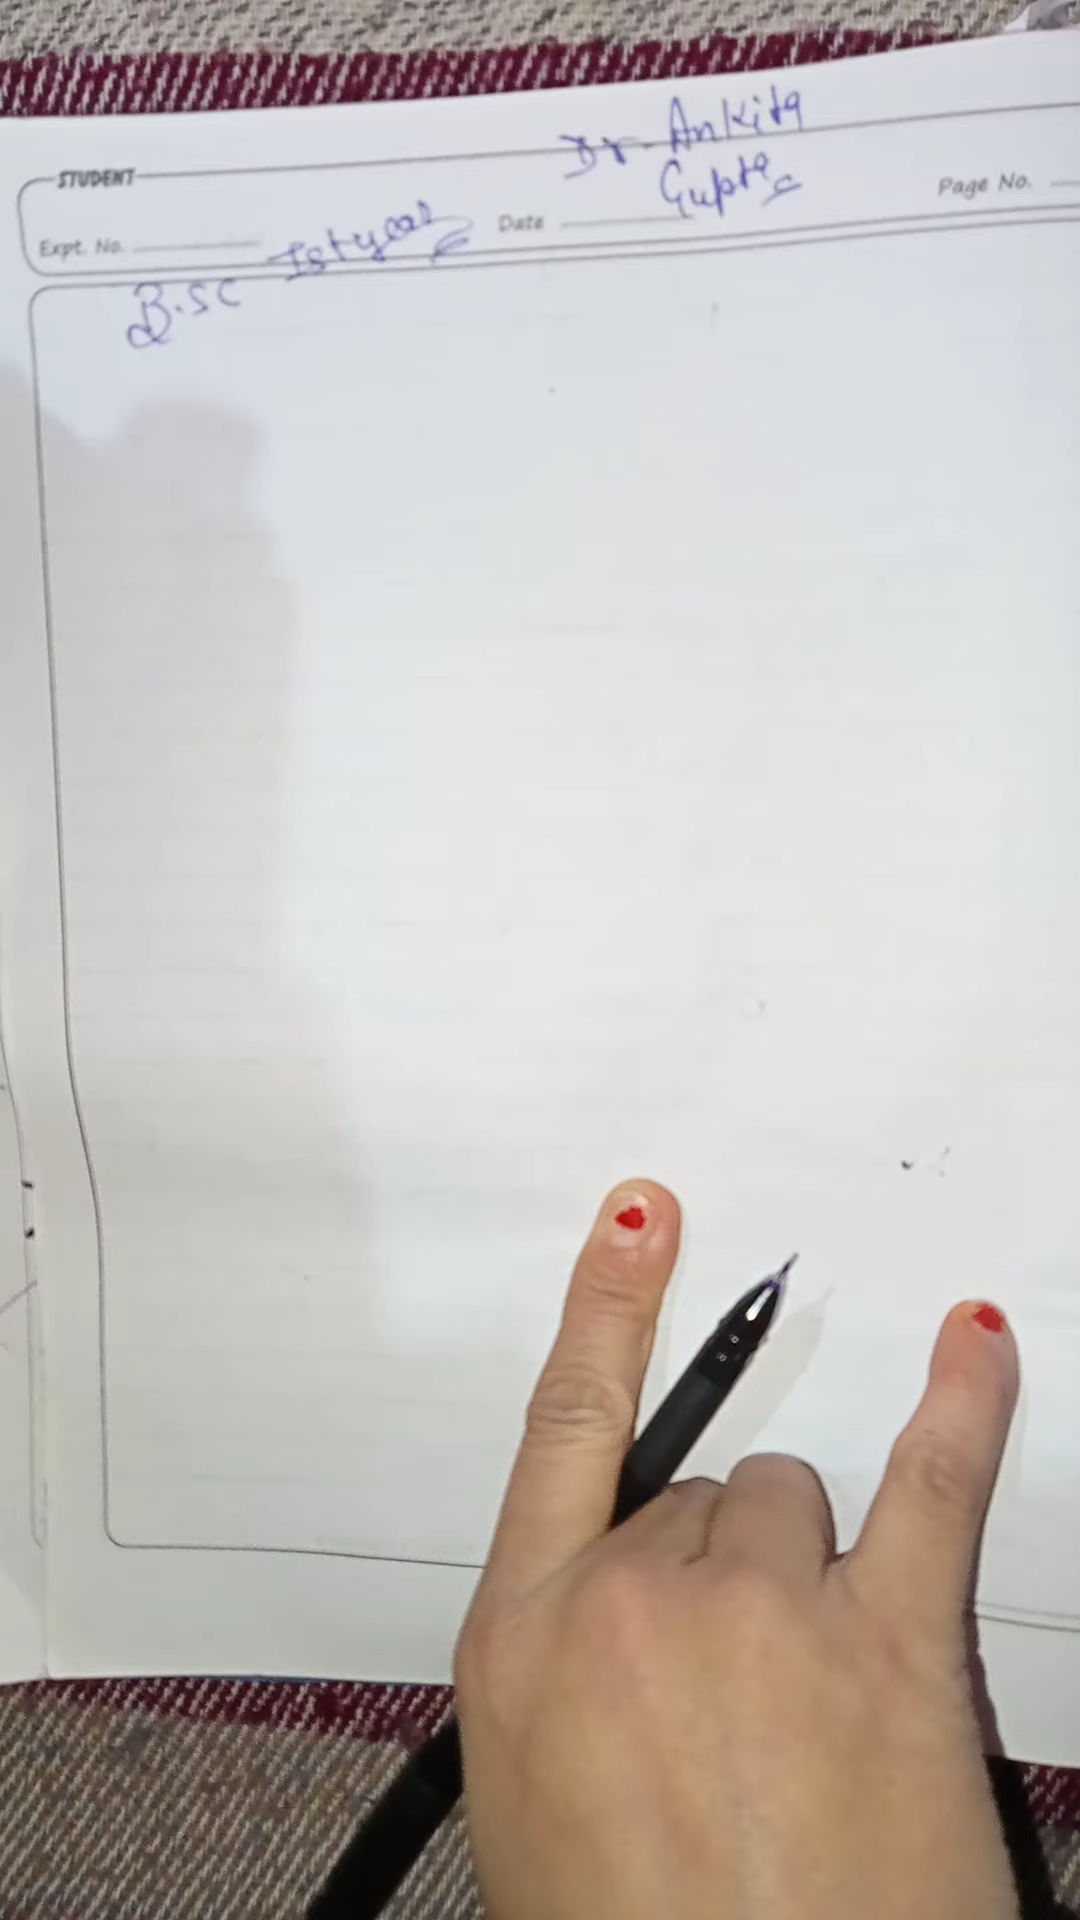 Dr. Ankita
Gupta
STUDENT
Page No.
Date
Expt. No.
B.sc Ist year